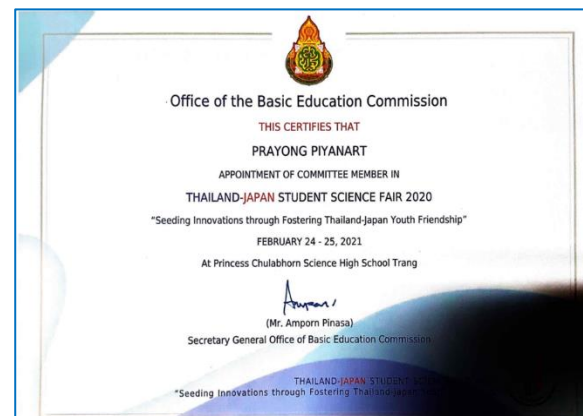 Office of the Basic Education Commission
THIS CERTIFIES THAT
PRAYONG PIYANART
APPOINTMENT OF COMMITTEE MEMBER IN
THAILAND-JAPAN STUDENT SCIENCE FAIR 2020
"Seeding Innovations through Fostering Thailand-Japan Youth Friendship"
FEBRUARY 24 - 25, 2021
At Princess Chulabhorn Science High School Trang
(Mr. Amporn Pinasa)
Secretary General Office of Basic Education Commission
THAILAND-JAPAN STUDENT
"Seeding Innovations through Fostering Thailand-Japan